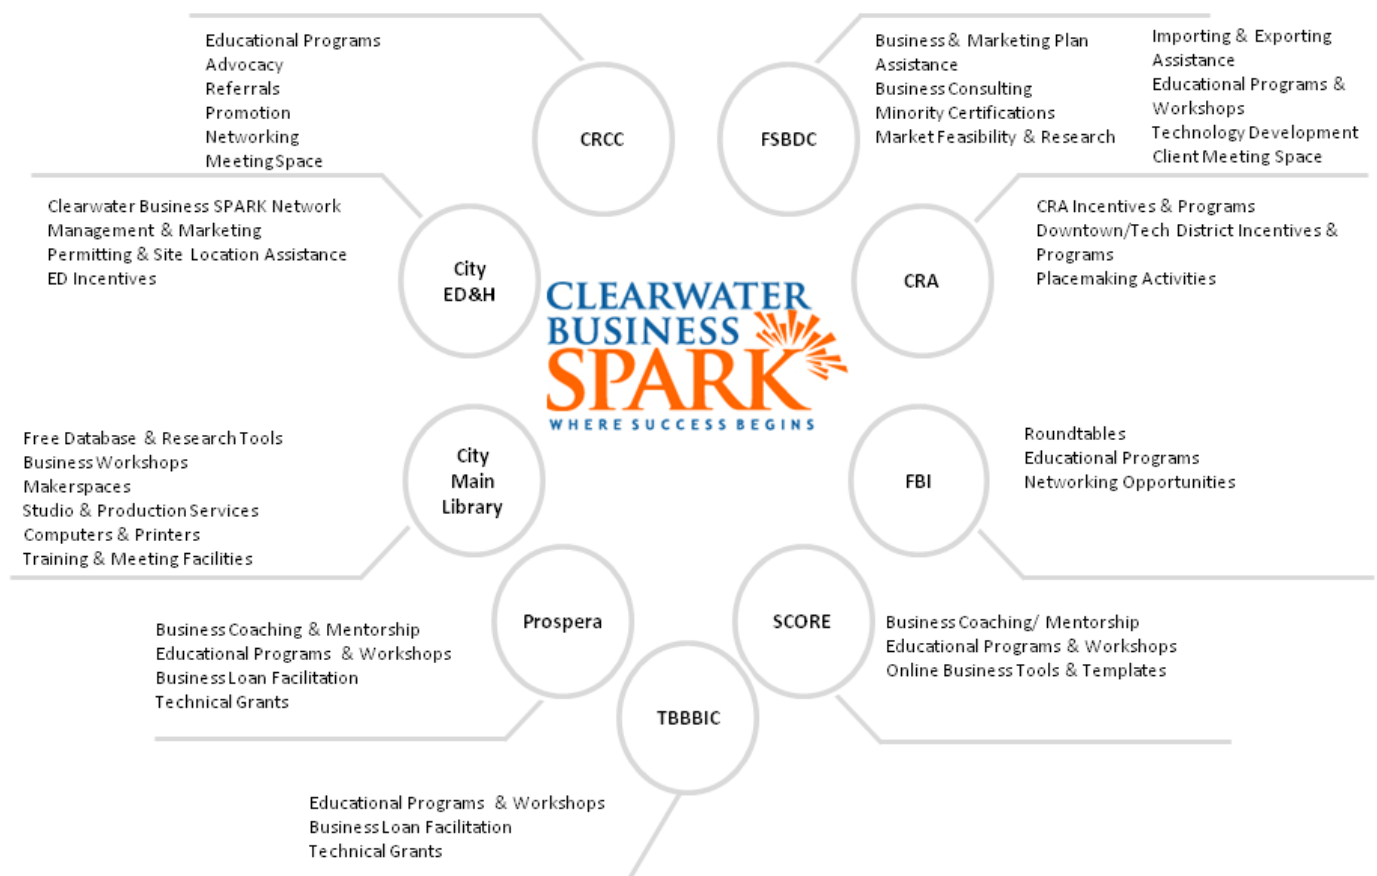 Educational Programs
Advocacy
Referrals
Promotion
Networking
Meeting Space
CRCC
FSBDC
Business & Marketing Plan
Assistance
Business Consulting
Minority Certifications
Market Feasibility & Research
Importing & Exporting
Assistance
Educational Programs &
Workshops
Technology Development
Client Meeting Space
Clearwater Business SPARK Network
Management & Marketing
Permitting & Site Location Assistance
ED Incentives
City
ED&H
CLEARWATER
BUSINESS
SPARK
WHERE SUCCESS BEGINS
CRA
CRA Incentives & Programs
Downtown/Tech District Incentives &
Programs
Placemaking Activities
Free Database & Research Tools
Business Workshops
Makerspaces
Studio & Production Services
Computers & Printers
Training & Meeting Facilities
City
Main
Library
FBI
Roundtables
Educational Programs
Networking Opportunities
Business Coaching & Mentorship
Educational Programs & Workshops
Business Loan Facilitation
Technical Grants
Prospera
SCORE
Business Coaching/ Mentorship
Educational Programs & Workshops
Online Business Tools & Templates
TBBBIC
Educational Programs & Workshops
Business Loan Facilitation
Technical Grants